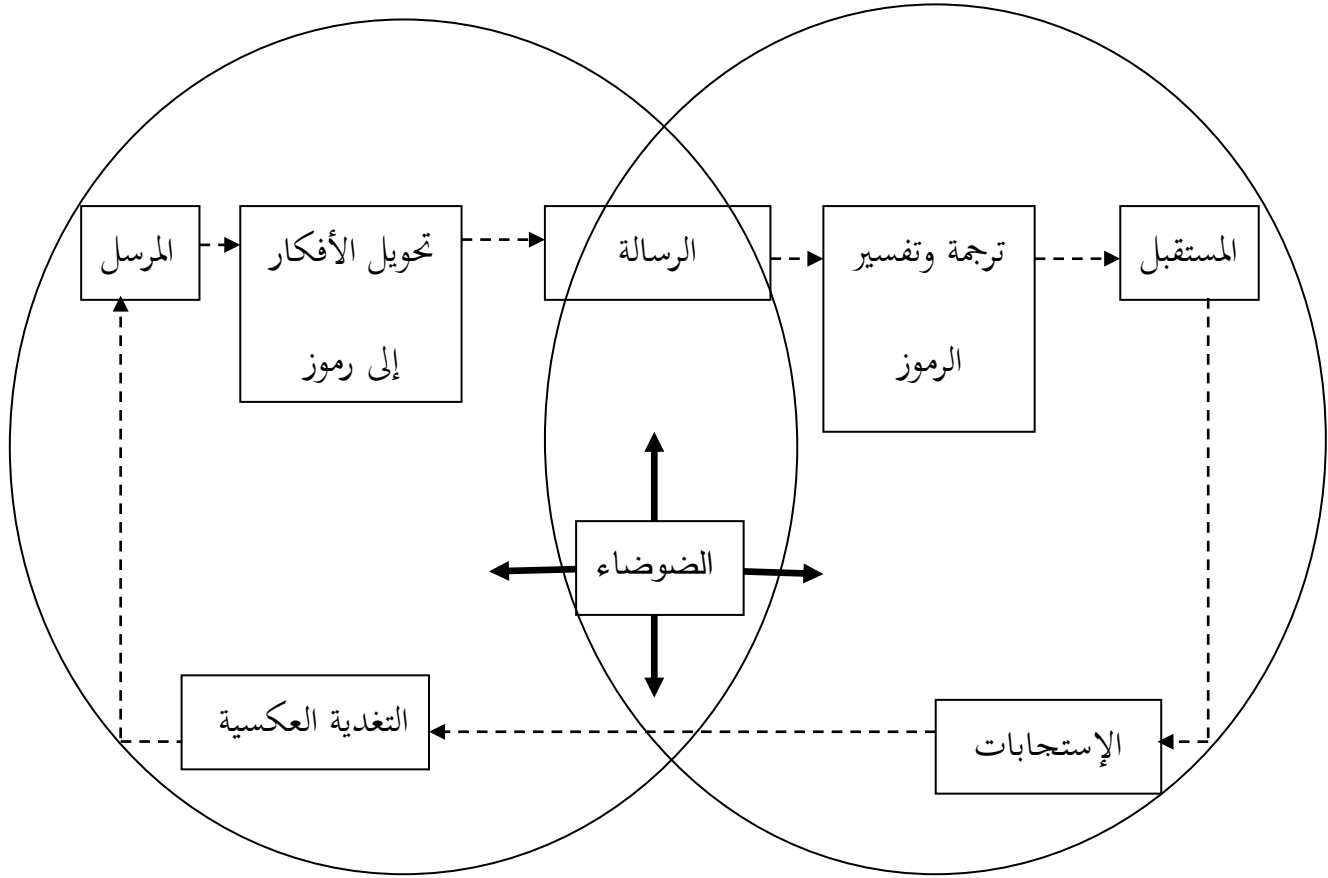 المرسل
تحويل الأفكار
إلى رموز
الرسالة
ترجمة وتفسير
الرموز
المستقبل
الضوضاء
التغدية العكسية
الإستجابات